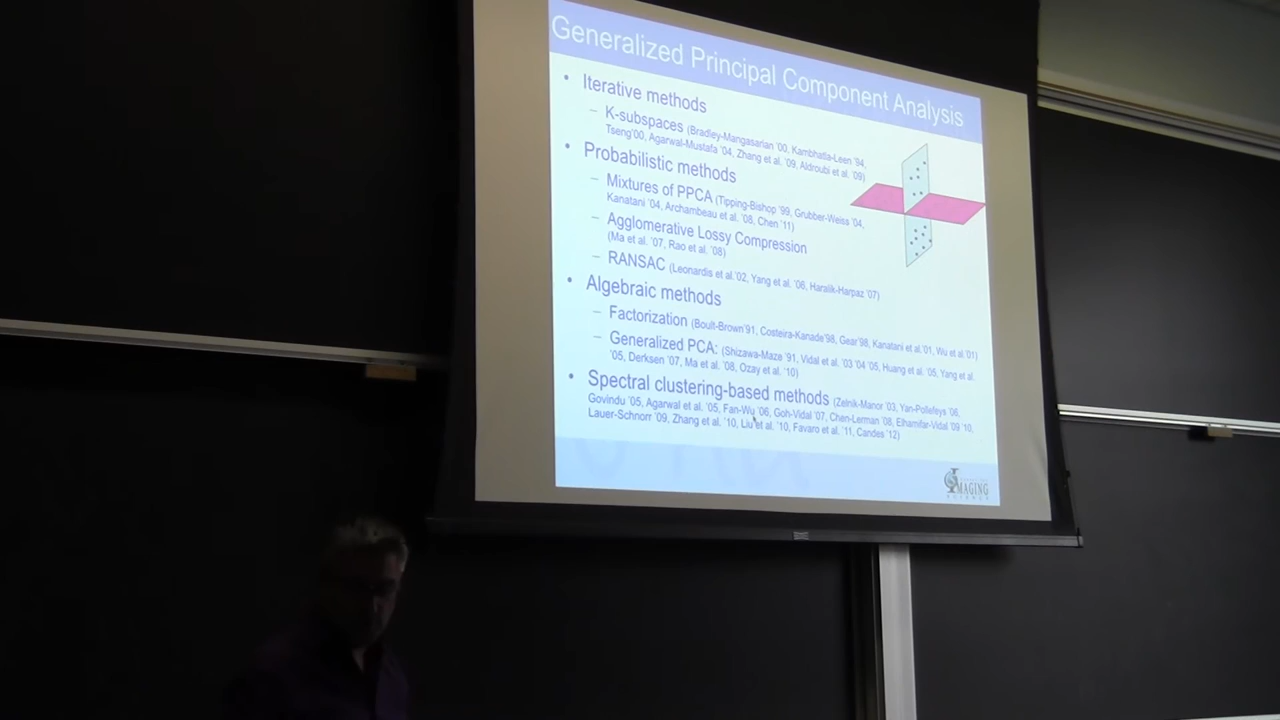 Generalized Principal Component Analysis
• Iterative methods
– K-subspaces (Bradley-Mangasarian '00, Kambhatla-Leen '94,
Tseng'00, Agarwal-Mustafa '04, Zhang et al. '09, Aldroubi et al. '09)
• Probabilistic methods
– Mixtures of PPCA (Tipping-Bishop '99, Grubber-Weiss '04,
Kanatani '04, Archambeau et al. '08, Chen '11)
– Agglomerative Lossy Compression
(Ma et al. '07, Rao et al. '08)
– RANSAC (Leonardis et al.'02, Yang et al. '06, Haralik-Harpaz '07)
• Algebraic methods
– Factorization (Boult-Brown'91, Costeira-Kanade'98, Gear'98, Kanatani et al.'01, Wu et al.'01)
– Generalized PCA: (Shizawa-Maze '91, Vidal et al. '03 '04 '05, Huang et al. '05, Yang et al.
'05, Derksen '07, Ma et al. '08, Ozay et al. '10)
• Spectral clustering-based methods (Zelnik-Manor '03, Yan-Pollefeys '06,
Govindu '05, Agarwal et al. '05, Fan-Wu '06, Goh-Vidal '07, Chen-Lerman '08, Elhamifar-Vidal '09 '10,
Lauer-Schnorr '09, Zhang et al. '10, Liu et al. '10, Favaro et al. '11, Candes '12)
IMAGING
SCIENCE